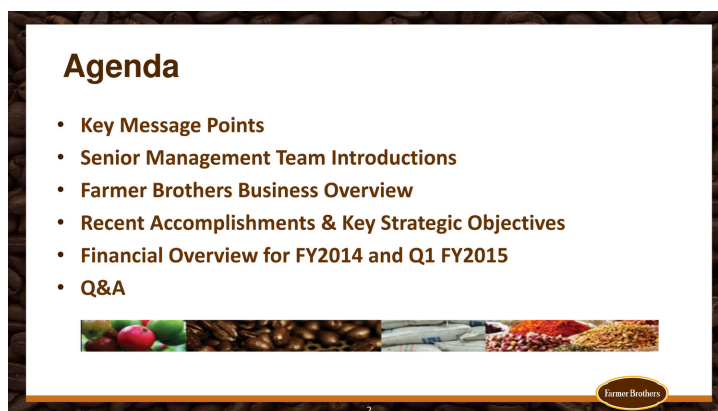 Agenda
• Key Message Points
• Senior Management Team Introductions
• Farmer Brothers Business Overview
• Recent Accomplishments & Key Strategic Objectives
• Financial Overview for FY2014 and Q1 FY2015
• Q&A
Farmer Brothers
2